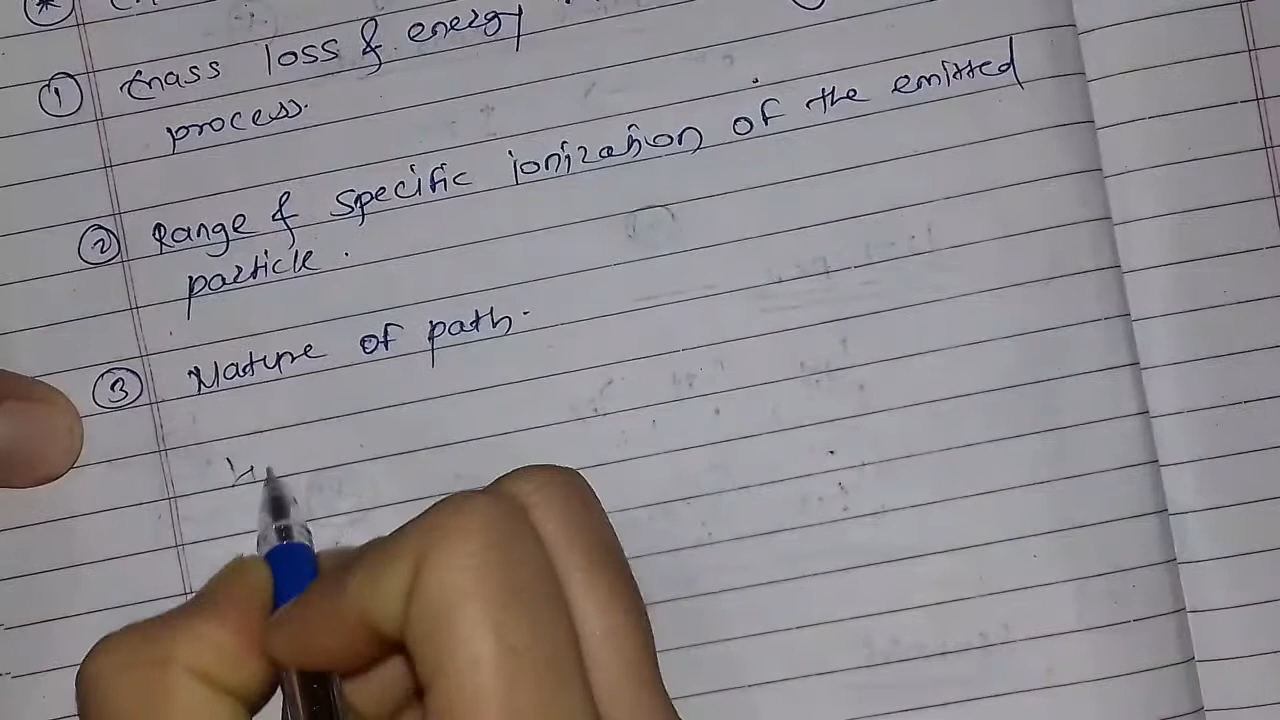 ① mass loss & energy
process.
② Range & specific ionization of the emitted
particle.
③ Nature of path.